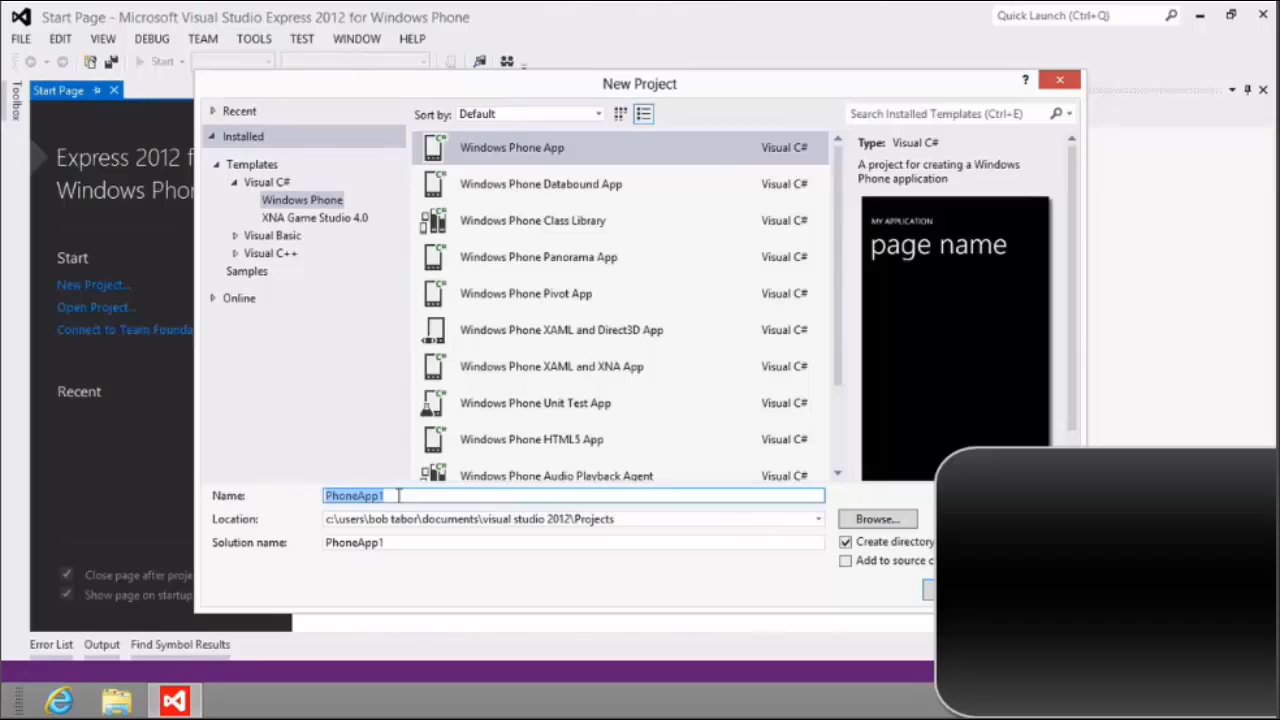 Start Page - Microsoft Visual Studio Express 2012 for Windows Phone
Quick Launch (Ctrl+Q)
FILE EDIT VIEW DEBUG TEAM TOOLS TEST WINDOW HELP
Start
Toolbox
Start Page
Express 2012 f
Windows Phon
Start
New Project...
Open Project...
Connect to Team Founda
Recent
Close page after proje
Show page on startup
New Project
?
Recent
Installed
Templates
Visual C#
Windows Phone
XNA Game Studio 4.0
Visual Basic
Visual C++
Samples
Online
Sort by: Default
Search Installed Templates (Ctrl+E)
Windows Phone App Visual C#
Windows Phone Databound App Visual C#
Windows Phone Class Library Visual C#
Windows Phone Panorama App Visual C#
Windows Phone Pivot App Visual C#
Windows Phone XAML and Direct3D App Visual C#
Windows Phone XAML and XNA App Visual C#
Windows Phone Unit Test App Visual C#
Windows Phone HTML5 App Visual C#
Windows Phone Audio Playback Agent Visual C#
Type: Visual C#
A project for creating a Windows
Phone application
MY APPLICATION
page name
Name: PhoneApp1
Location: c:\users\bob tabor\documents\visual studio 2012\Projects
Browse...
Solution name: PhoneApp1
Create directory
Add to source c
Error List Output Find Symbol Results